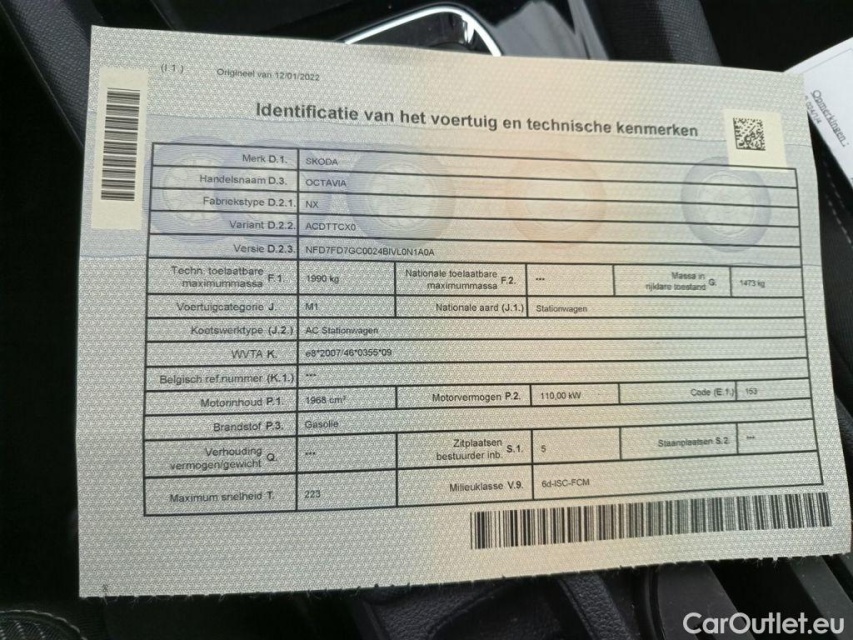 (I 1.) Origineel van 12/01/2022
Identificatie van het voertuig en technische kenmerken
Merk D.1. SKODA
Handelsnaam D.3. OCTAVIA
Fabriekstype D.2.1. NX
Variant D.2.2. ACDTTCX0
Versie D.2.3. NFD7FD7GC0024BIVL0N1A0A
Techn. toelaatbare maximummassa F.1. 1990 kg Nationale toelaatbare maximummassa F.2. --- Massa in rijklare toestand G. 1473 kg
Voertuigcategorie J. M1 Nationale aard (J.1.) Stationwagen
Koetswerktype (J.2.) AC Stationwagen
WVTA K. e8*2007/46*0355*09
Belgisch ref.nummer (K.1.) ---
Motorinhoud P.1. 1968 cm³ Motorvermogen P.2. 110,00 kW Code (E.1.) 153
Brandstof P.3. Gasolie
Verhouding vermogen/gewicht Q. --- Zitplaatsen bestuurder inb. S.1. 5 Staanplaatsen S.2. ---
Maximum snelheid T. 223 Milieuklasse V.9. 6d-ISC-FCM
Opmerkingen :
CarOutlet.eu